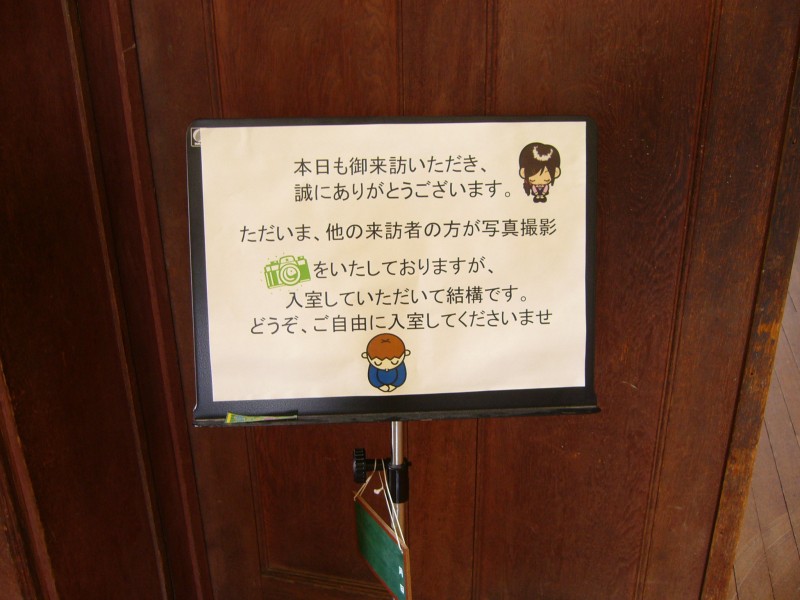 本日も御来訪いただき、
誠にありがとうございます。
ただいま、他の来訪者の方が写真撮影
をいたしておりますが、
入室していただいて結構です。
どうぞ、ご自由に入室してくださいませ